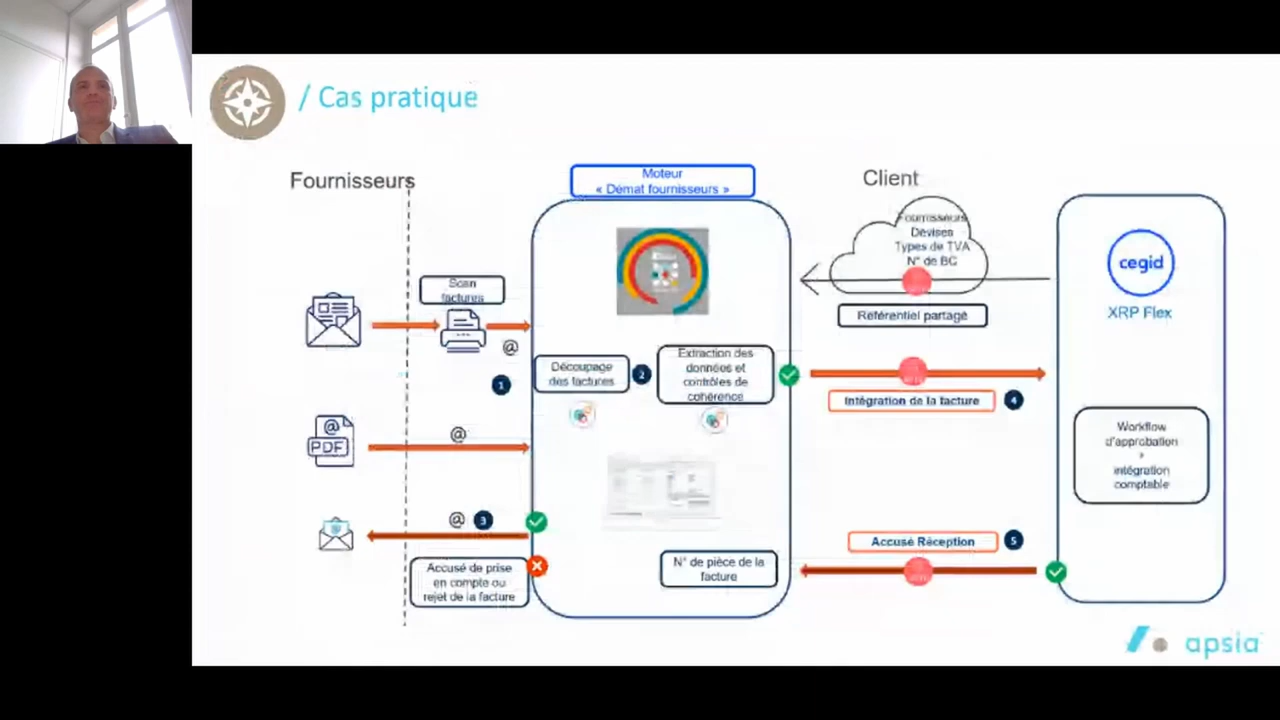 / Cas pratique
Fournisseurs
Moteur
« Démat fournisseurs »
Client
Fournisseurs
Devises
Types de TVA
N° de BC
cegid
XRP Flex
Référentiel partagé
Scan
factures
@
1
Découpage
des factures
2
Extraction des
données et
contrôles de
cohérence
Intégration de la facture
4
@
PDF
@
Workflow
d'approbation
+
intégration
comptable
@
3
Accusé de prise
en compte ou
rejet de la facture
N° de pièce de la
facture
Accusé Réception
5
apsia